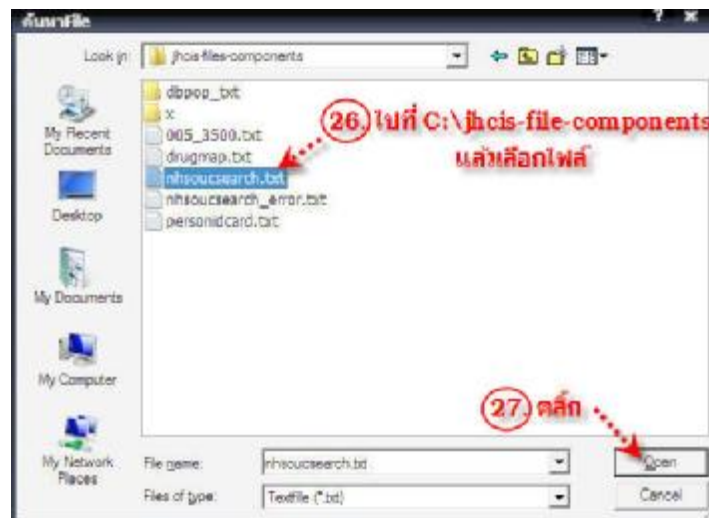 ค้นหาFile
Look in: jhcis-files-components
My Recent
Documents
Desktop
My Documents
My Computer
My Network
Places
dbpop_txt
x
005_3500.txt
drugmap.txt
nhsoucsearch.txt
nhsoucsearch_error.txt
personidcard.txt
26. ไปที่ C:\jhcis-file-components
แล้วเลือกไฟล์
27. คลิ๊ก
File name: nhsoucsearch.txt Open
Files of type: Textfile (*.txt) Cancel